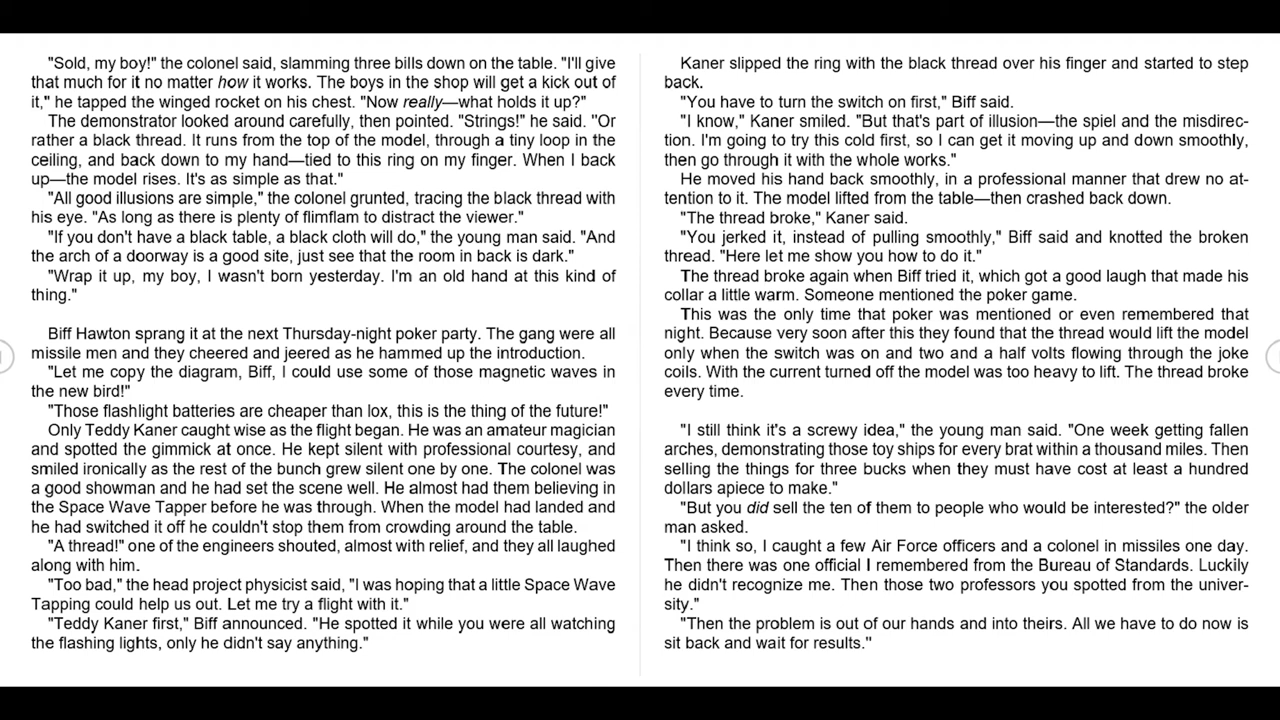 "Sold, my boy!" the colonel said, slamming three bills down on the table. "I'll give
that much for it no matter how it works. The boys in the shop will get a kick out of
it," he tapped the winged rocket on his chest. "Now really—what holds it up?"
The demonstrator looked around carefully, then pointed. "Strings!" he said. "Or
rather a black thread. It runs from the top of the model, through a tiny loop in the
ceiling, and back down to my hand—tied to this ring on my finger. When I back
up—the model rises. It's as simple as that."
"All good illusions are simple," the colonel grunted, tracing the black thread with
his eye. "As long as there is plenty of flimflam to distract the viewer."
"If you don't have a black table, a black cloth will do," the young man said. "And
the arch of a doorway is a good site, just see that the room in back is dark."
"Wrap it up, my boy, I wasn't born yesterday. I'm an old hand at this kind of
thing."
Biff Hawton sprang it at the next Thursday-night poker party. The gang were all
missile men and they cheered and jeered as he hammed up the introduction.
"Let me copy the diagram, Biff, I could use some of those magnetic waves in
the new bird!"
"Those flashlight batteries are cheaper than lox, this is the thing of the future!"
Only Teddy Kaner caught wise as the flight began. He was an amateur magician
and spotted the gimmick at once. He kept silent with professional courtesy, and
smiled ironically as the rest of the bunch grew silent one by one. The colonel was
a good showman and he had set the scene well. He almost had them believing in
the Space Wave Tapper before he was through. When the model had landed and
he had switched it off he couldn't stop them from crowding around the table.
"A thread!" one of the engineers shouted, almost with relief, and they all laughed
along with him.
"Too bad," the head project physicist said, "I was hoping that a little Space Wave
Tapping could help us out. Let me try a flight with it."
"Teddy Kaner first," Biff announced. "He spotted it while you were all watching
the flashing lights, only he didn't say anything."
Kaner slipped the ring with the black thread over his finger and started to step
back.
"You have to turn the switch on first," Biff said.
"I know," Kaner smiled. "But that's part of illusion—the spiel and the misdirec-
tion. I'm going to try this cold first, so I can get it moving up and down smoothly,
then go through it with the whole works."
He moved his hand back smoothly, in a professional manner that drew no at-
tention to it. The model lifted from the table—then crashed back down.
"The thread broke," Kaner said.
"You jerked it, instead of pulling smoothly," Biff said and knotted the broken
thread. "Here let me show you how to do it."
The thread broke again when Biff tried it, which got a good laugh that made his
collar a little warm. Someone mentioned the poker game.
This was the only time that poker was mentioned or even remembered that
night. Because very soon after this they found that the thread would lift the model
only when the switch was on and two and a half volts flowing through the joke
coils. With the current turned off the model was too heavy to lift. The thread broke
every time.
"I still think it's a screwy idea," the young man said. "One week getting fallen
arches, demonstrating those toy ships for every brat within a thousand miles. Then
selling the things for three bucks when they must have cost at least a hundred
dollars apiece to make."
"But you did sell the ten of them to people who would be interested?" the older
man asked.
"I think so, I caught a few Air Force officers and a colonel in missiles one day.
Then there was one official I remembered from the Bureau of Standards. Luckily
he didn't recognize me. Then those two professors you spotted from the univer-
sity."
"Then the problem is out of our hands and into theirs. All we have to do now is
sit back and wait for results."